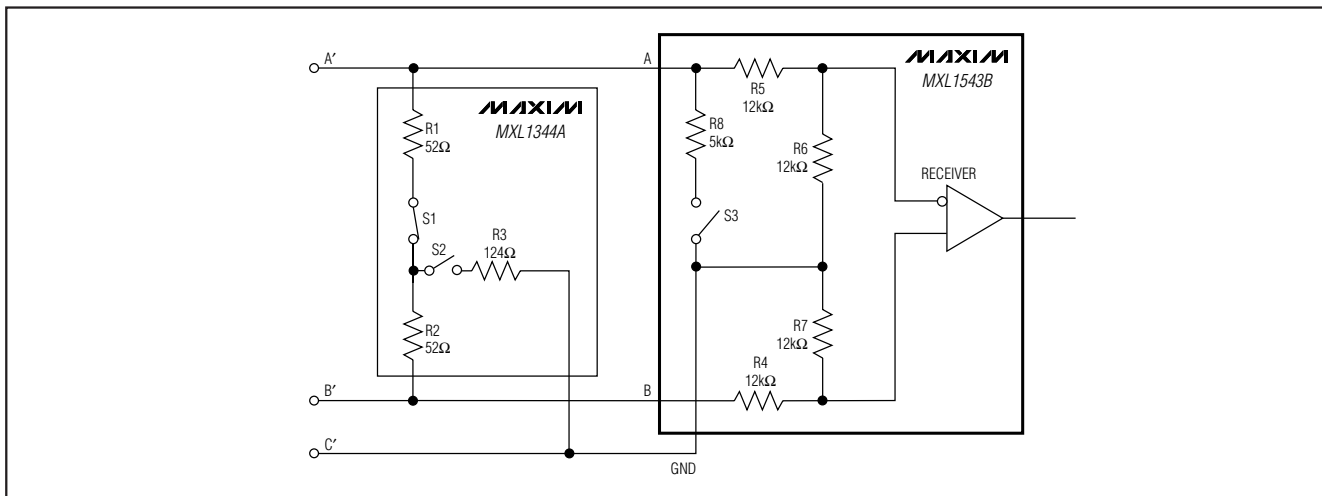 A′
A
MAXIM
MXL1543B
R5
12kΩ
MAXIM
MXL1344A
R1
52Ω
R8
5kΩ
R6
12kΩ
RECEIVER
S1
S3
S2
R3
124Ω
R2
52Ω
R7
12kΩ
R4
12kΩ
B′
B
C′
GND